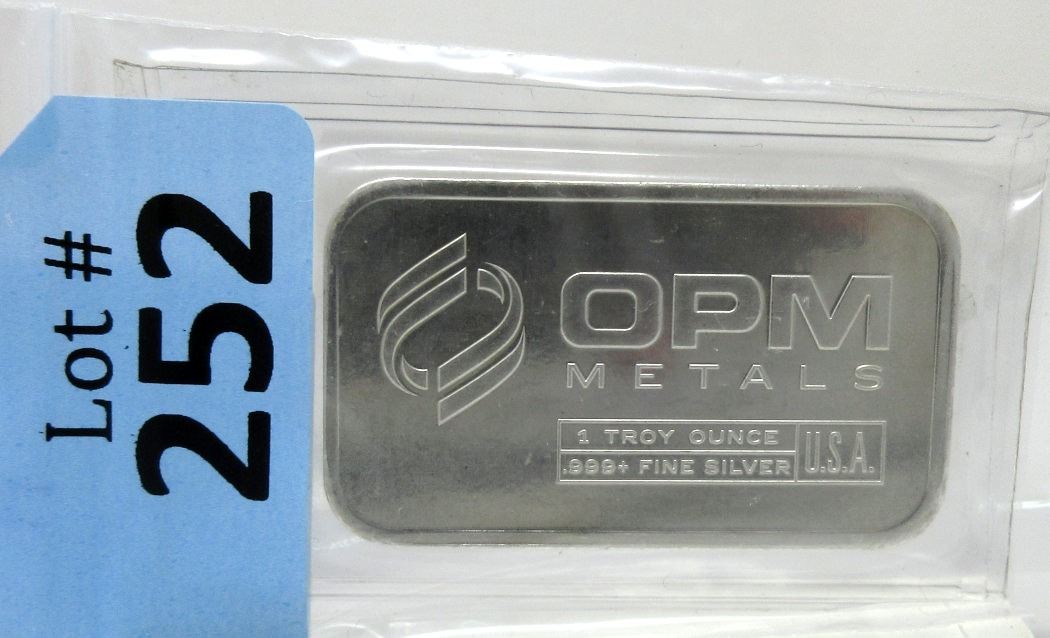 Lot #
252
OPM
METALS
1 TROY OUNCE
.999+ FINE SILVER
U.S.A.